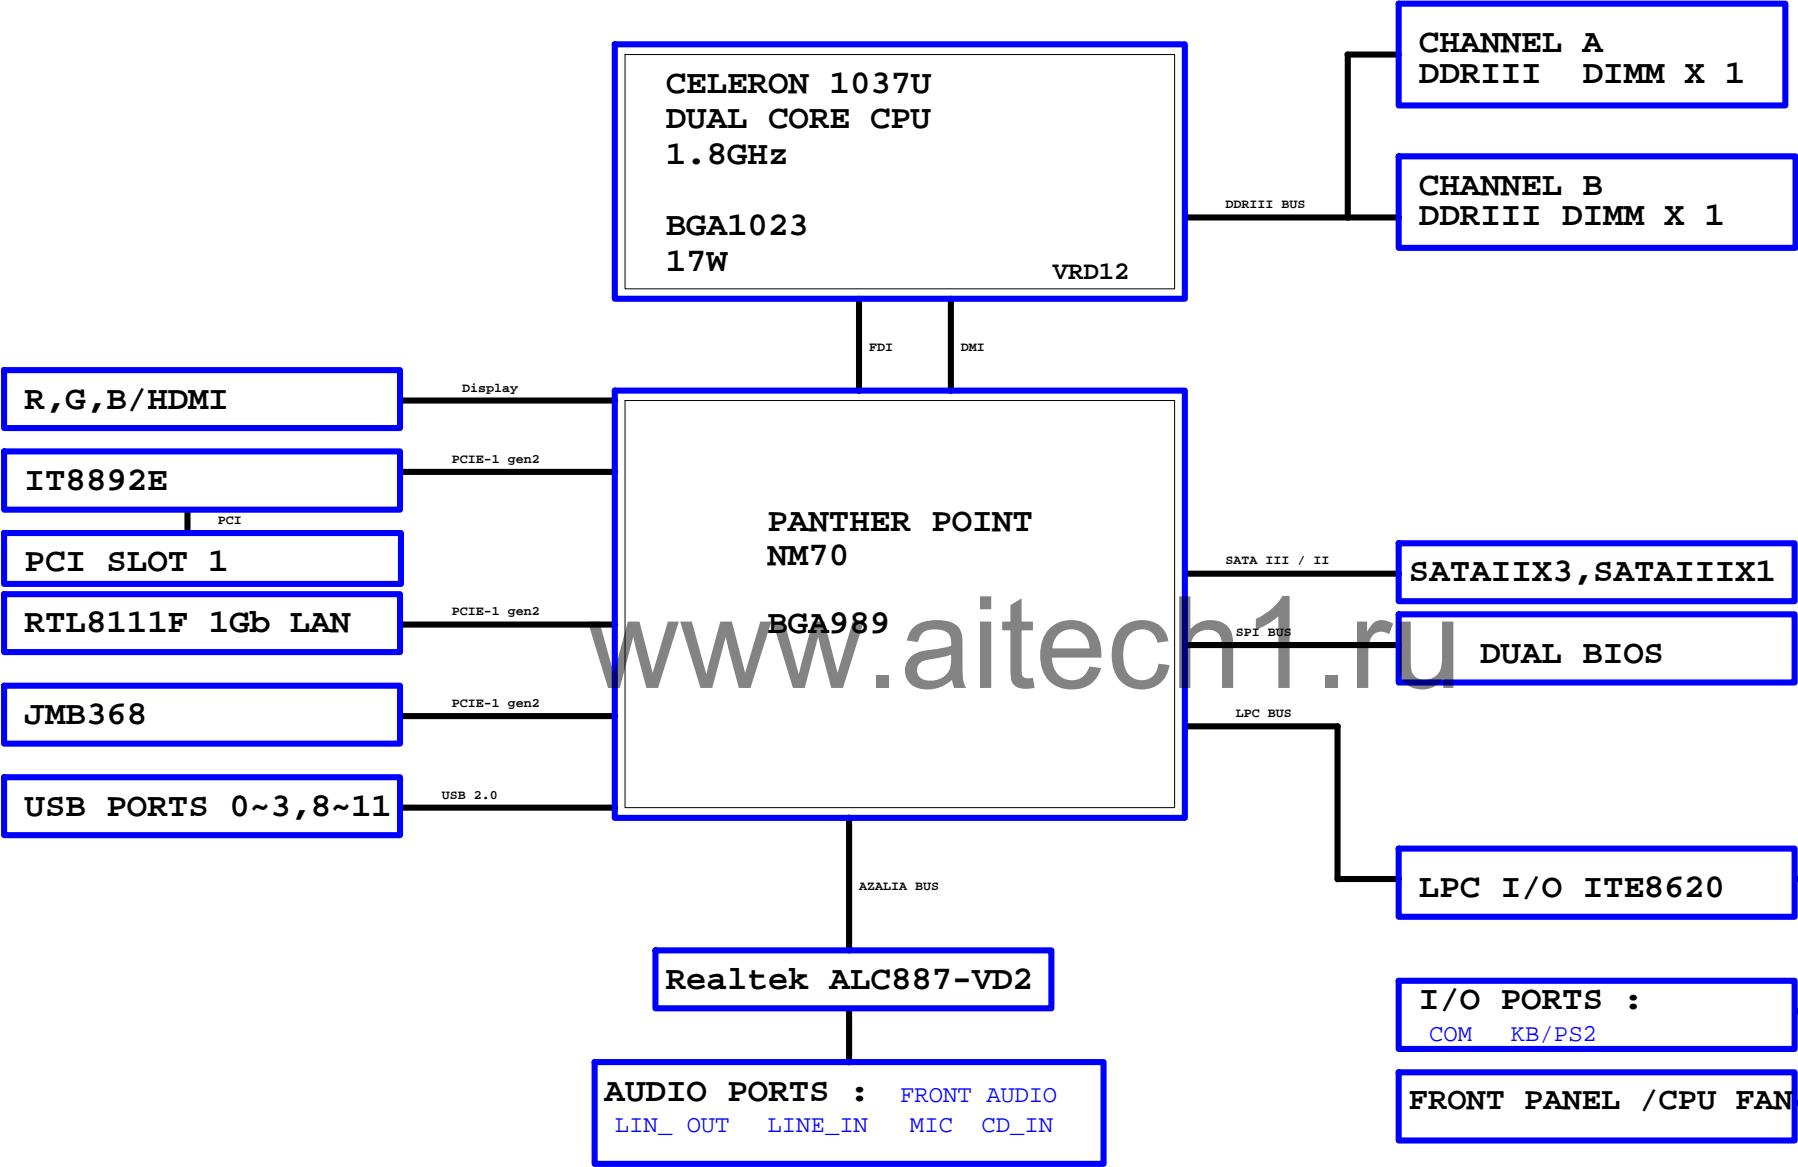 CELERON 1037U
DUAL CORE CPU
1.8GHz
BGA1023
17W
VRD12
CHANNEL A
DDRIII DIMM X 1
CHANNEL B
DDRIII DIMM X 1
DDRIII BUS
FDI
DMI
R,G,B/HDMI
Display
IT8892E
PCIE-1 gen2
PCI
PCI SLOT 1
RTL8111F 1Gb LAN
PCIE-1 gen2
JMB368
PCIE-1 gen2
USB PORTS 0~3,8~11
USB 2.0
PANTHER POINT
NM70
BGA989
www.aitech1.ru
SATA III / II
SATAIIX3,SATAIIIX1
SPI BUS
DUAL BIOS
LPC BUS
LPC I/O ITE8620
AZALIA BUS
Realtek ALC887-VD2
AUDIO PORTS : FRONT AUDIO
LIN_ OUT LINE_IN MIC CD_IN
I/O PORTS :
COM KB/PS2
FRONT PANEL /CPU FAN